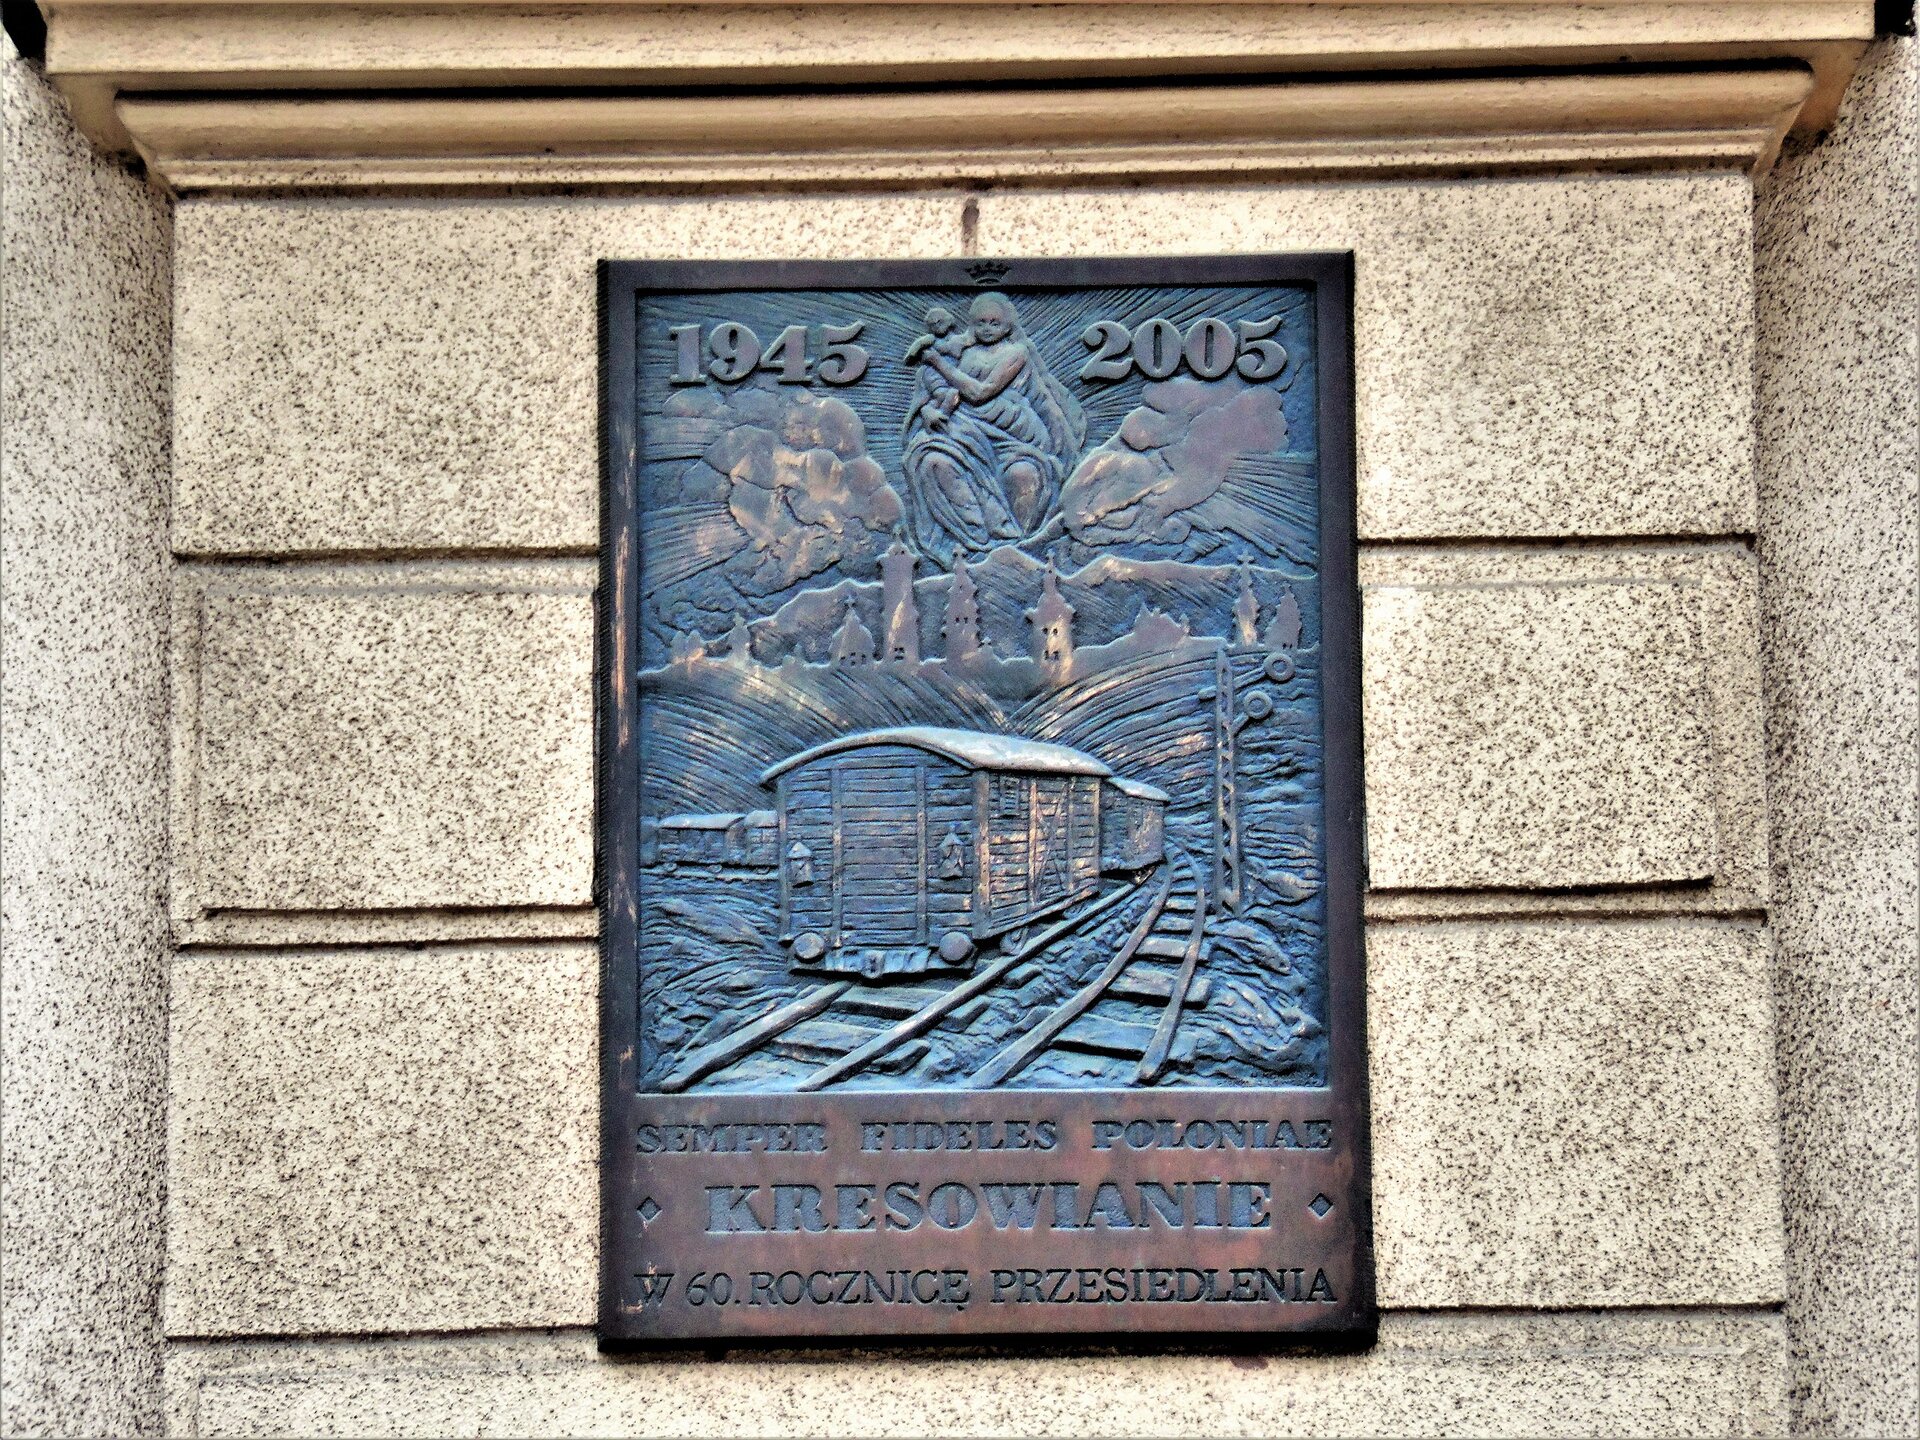 1945 2005
SEMPER FIDELES POLONIAE
KRESOWIANIE
W 60. ROCZNICĘ PRZESIEDLENIA